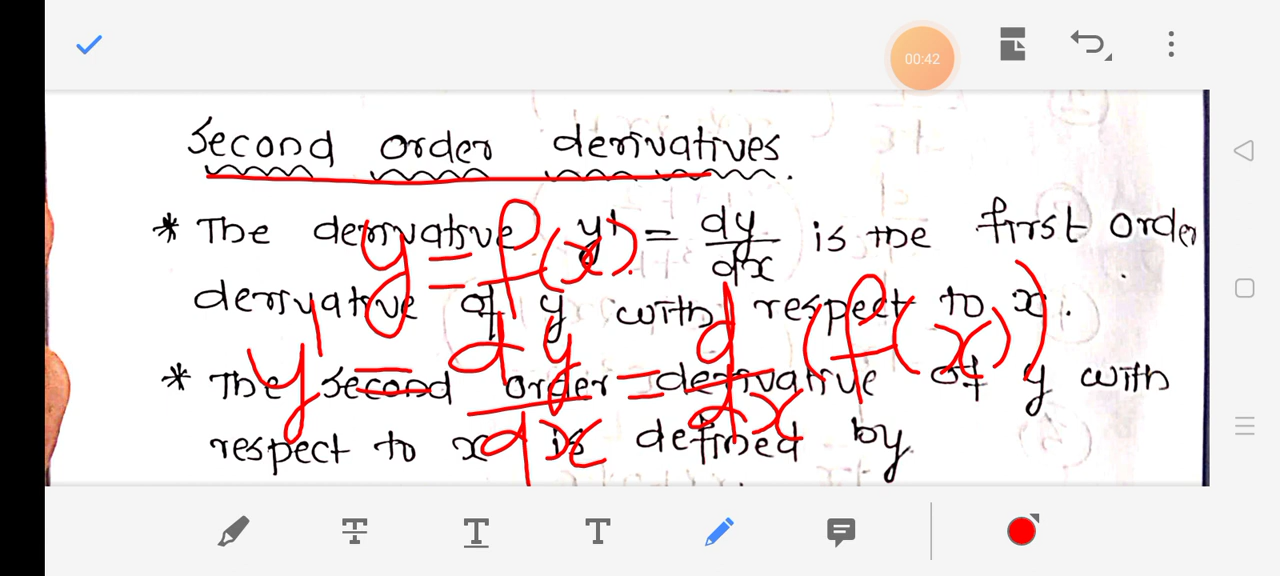 00:42
Second order derivatives.
* The derivative y' = dy/dx is the first order
y = f(x)
derivative of y with respect to x.
y' = dy/dx = d/dx (f(x))
* The second order derivative of y with
respect to x is defined by
T T T